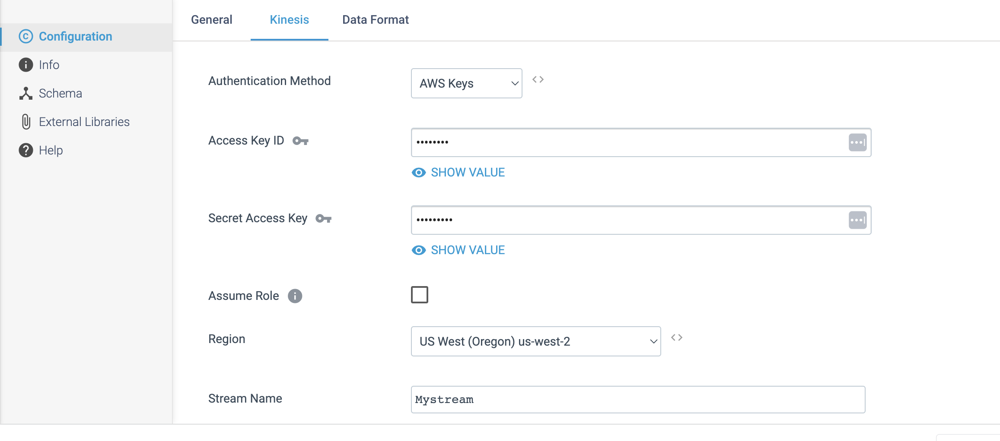 General
Kinesis
Data Format
Configuration
Info
Schema
External Libraries
Help
Authentication Method
AWS Keys
Access Key ID
••••••••
SHOW VALUE
Secret Access Key
•••••••••
SHOW VALUE
Assume Role
Region
US West (Oregon) us-west-2
Stream Name
Mystream